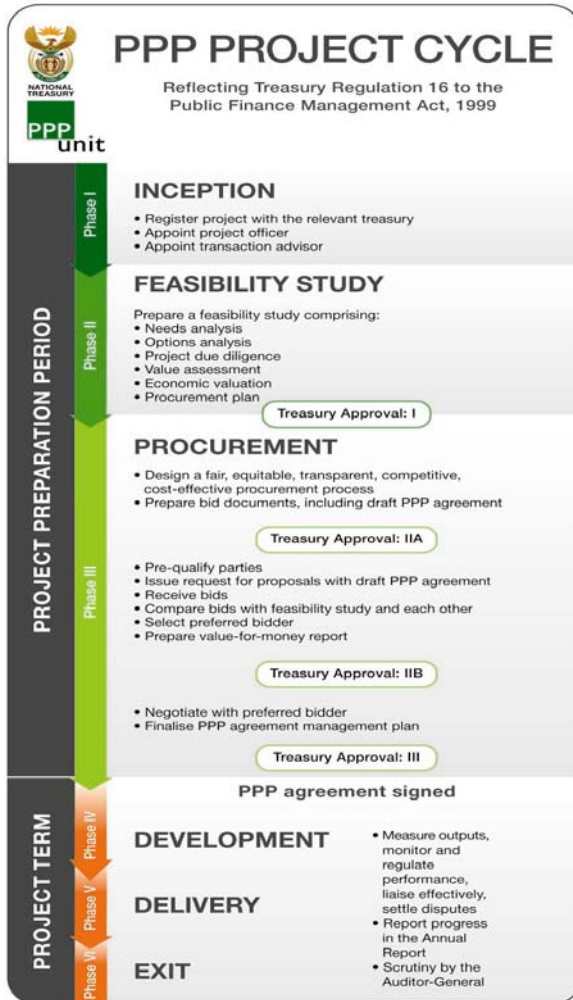 PPP PROJECT CYCLE
Reflecting Treasury Regulation 16 to the
Public Finance Management Act, 1999
NATIONAL
TREASURY
PPP
unit
PROJECT PREPARATION PERIOD
Phase I
INCEPTION
• Register project with the relevant treasury
• Appoint project officer
• Appoint transaction advisor
Phase II
FEASIBILITY STUDY
Prepare a feasibility study comprising:
• Needs analysis
• Options analysis
• Project due diligence
• Value assessment
• Economic valuation
• Procurement plan
Treasury Approval: I
Phase III
PROCUREMENT
• Design a fair, equitable, transparent, competitive,
cost-effective procurement process
• Prepare bid documents, including draft PPP agreement
Treasury Approval: IIA
• Pre-qualify parties
• Issue request for proposals with draft PPP agreement
• Receive bids
• Compare bids with feasibility study and each other
• Select preferred bidder
• Prepare value-for-money report
Treasury Approval: IIB
• Negotiate with preferred bidder
• Finalise PPP agreement management plan
Treasury Approval: III
PROJECT TERM
PPP agreement signed
Phase IV
DEVELOPMENT
Phase V
DELIVERY
Phase VI
EXIT
• Measure outputs,
monitor and
regulate
performance,
liaise effectively,
settle disputes
• Report progress
in the Annual
Report
• Scrutiny by the
Auditor-General